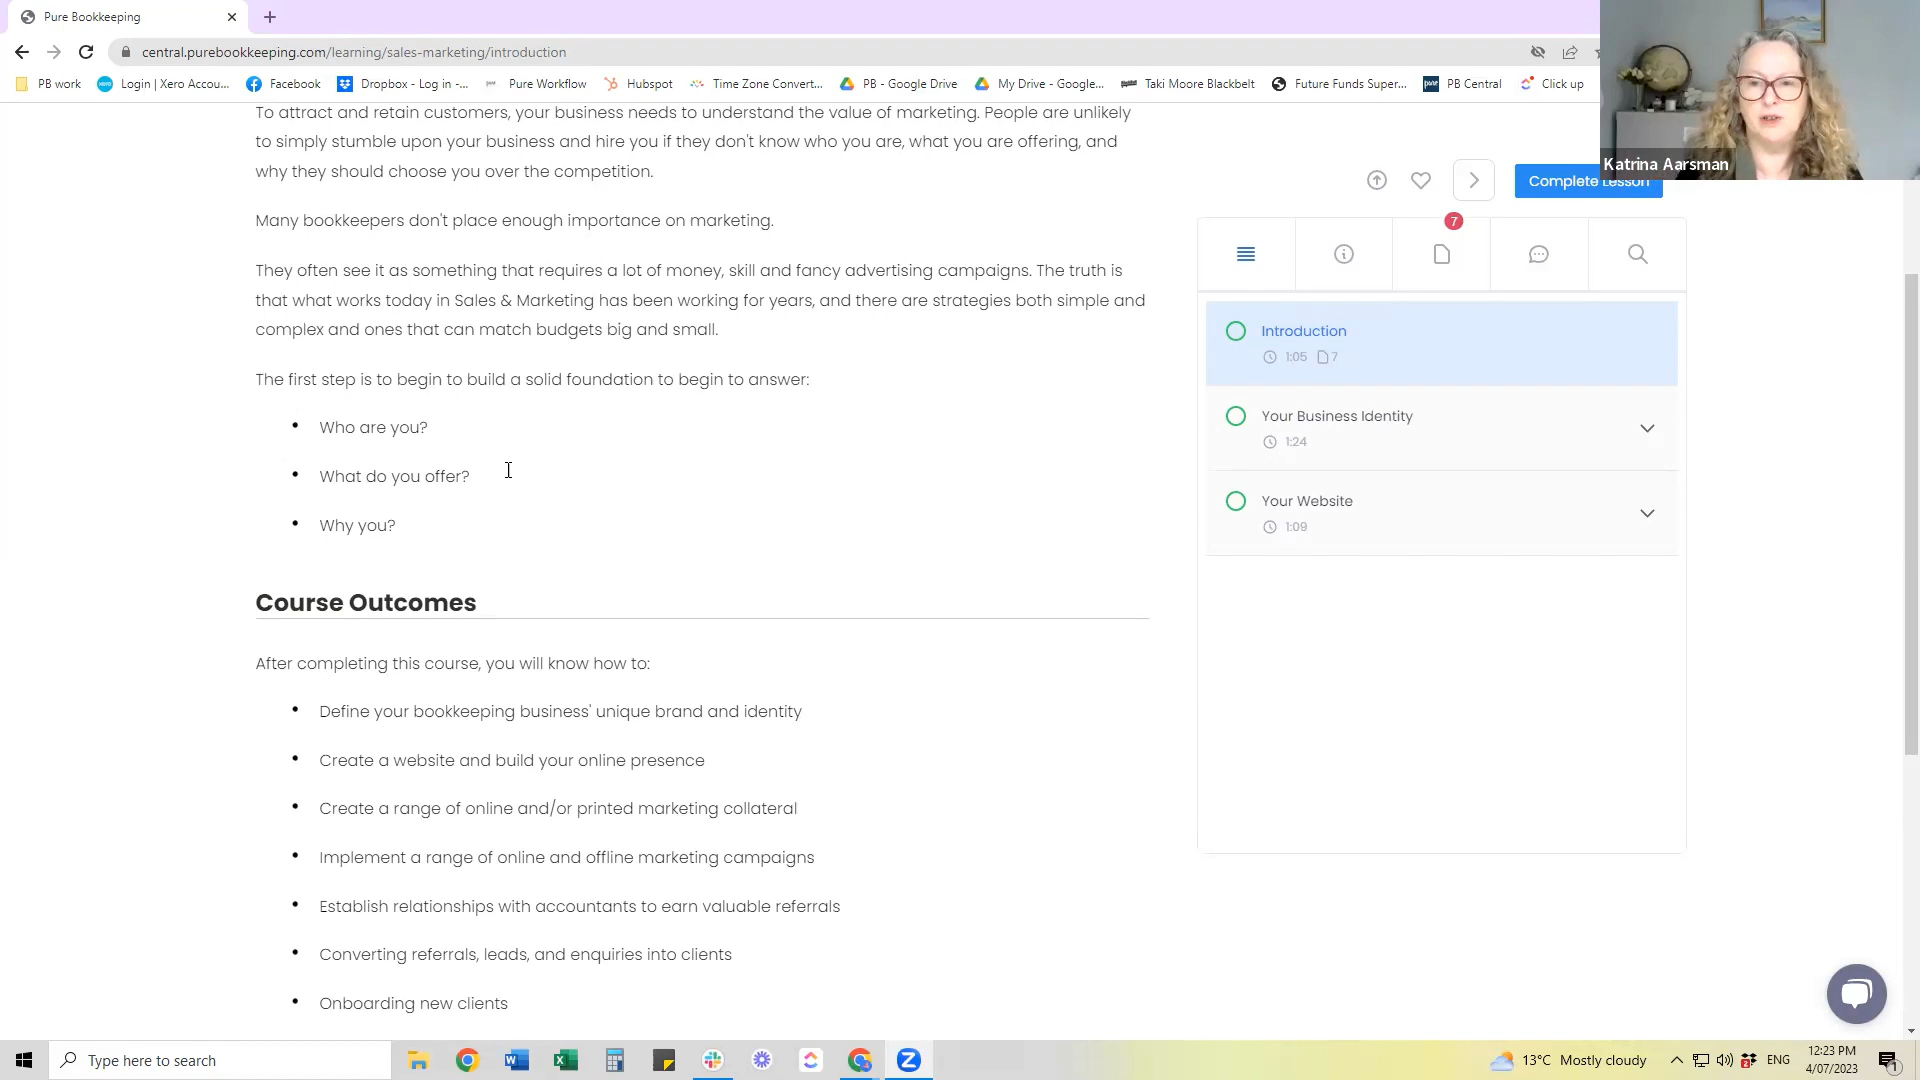 Pure Bookkeeping
central.purebookkeeping.com/learning/sales-marketing/introduction
PB work
Login | Xero Accou...
Facebook
Dropbox - Log in -...
Pure Workflow
Hubspot
Time Zone Convert...
PB - Google Drive
My Drive - Google...
Taki Moore Blackbelt
Future Funds Super...
PB Central
Click up
Katrina Aarsman
To attract and retain customers, your business needs to understand the value of marketing. People are unlikely
to simply stumble upon your business and hire you if they don't know who you are, what you are offering, and
why they should choose you over the competition.
Many bookkeepers don't place enough importance on marketing.
They often see it as something that requires a lot of money, skill and fancy advertising campaigns. The truth is
that what works today in Sales & Marketing has been working for years, and there are strategies both simple and
complex and ones that can match budgets big and small.
The first step is to begin to build a solid foundation to begin to answer:
• Who are you?
• What do you offer?
• Why you?
Course Outcomes
After completing this course, you will know how to:
• Define your bookkeeping business' unique brand and identity
• Create a website and build your online presence
• Create a range of online and/or printed marketing collateral
• Implement a range of online and offline marketing campaigns
• Establish relationships with accountants to earn valuable referrals
• Converting referrals, leads, and enquiries into clients
• Onboarding new clients
Complete Lesson
7
Introduction
1:05 7
Your Business Identity
1:24
Your Website
1:09
Type here to search
13°C Mostly cloudy
ENG
12:23 PM
4/07/2023